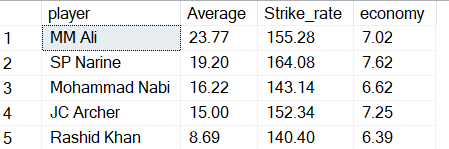 player Average Strike_rate economy
1 MM Ali 23.77 155.28 7.02
2 SP Narine 19.20 164.08 7.62
3 Mohammad Nabi 16.22 143.14 6.62
4 JC Archer 15.00 152.34 7.25
5 Rashid Khan 8.69 140.40 6.39